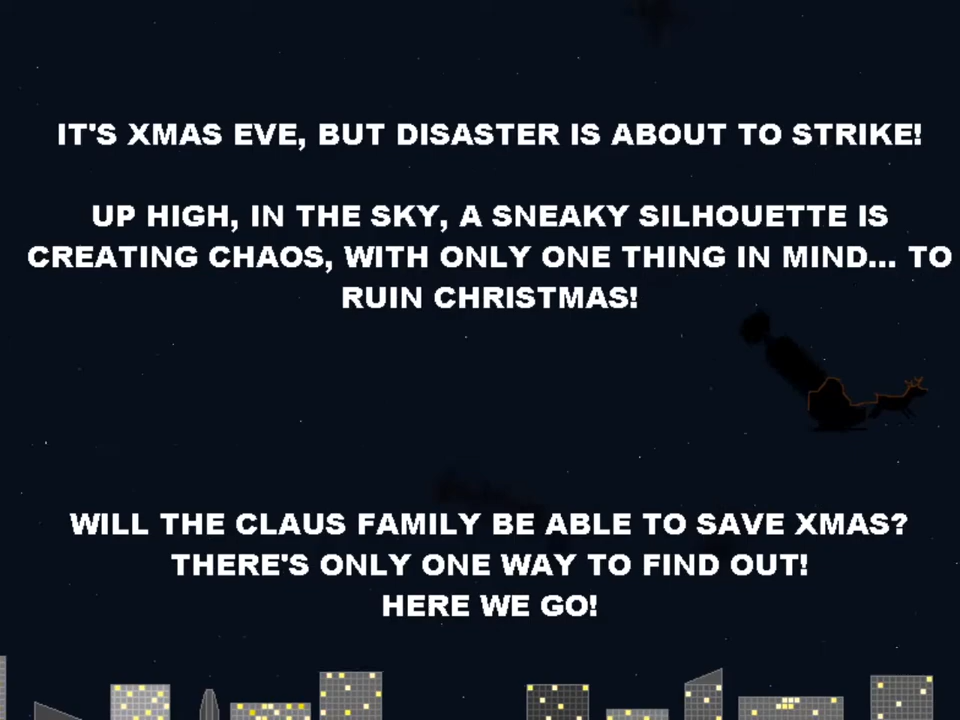 IT'S XMAS EVE, BUT DISASTER IS ABOUT TO STRIKE!
UP HIGH, IN THE SKY, A SNEAKY SILHOUETTE IS
CREATING CHAOS, WITH ONLY ONE THING IN MIND... TO
RUIN CHRISTMAS!
WILL THE CLAUS FAMILY BE ABLE TO SAVE XMAS?
THERE'S ONLY ONE WAY TO FIND OUT!
HERE WE GO!